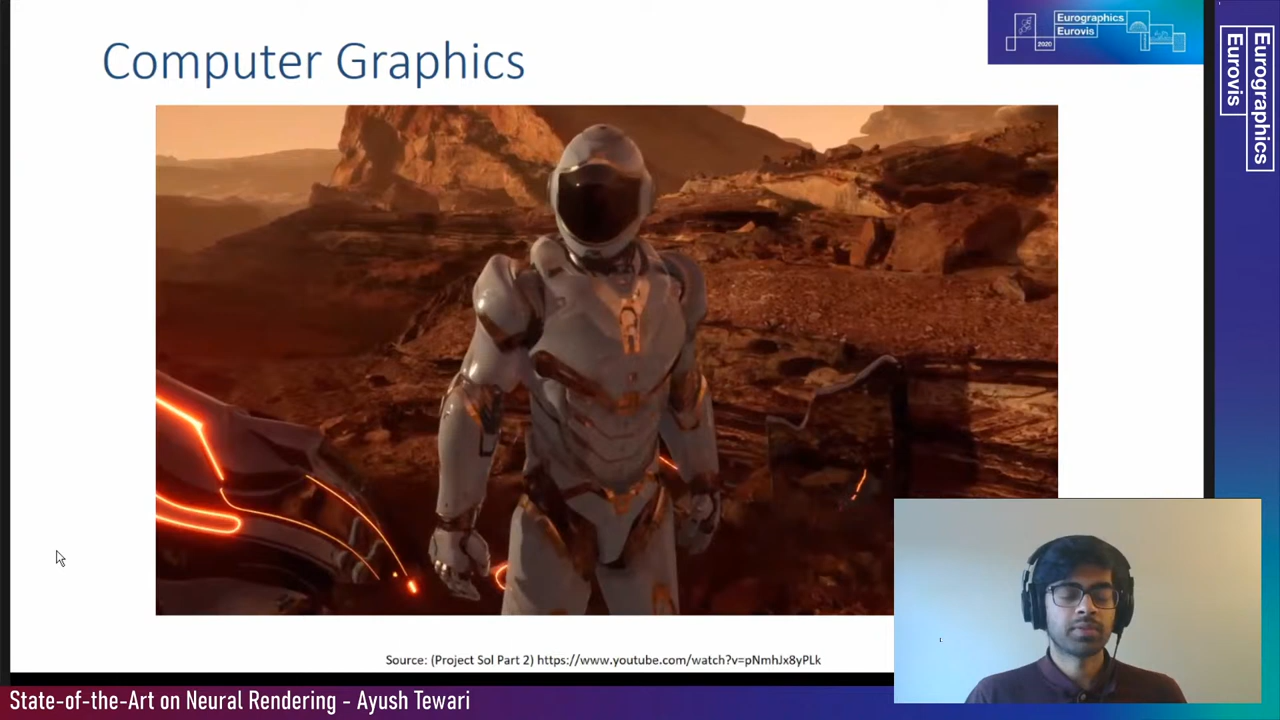 Computer Graphics
Eurographics
Eurovis
2020
Eurographics
Eurovis
Source: (Project Sol Part 2) https://www.youtube.com/watch?v=pNmhJx8yPLk
State-of-the-Art on Neural Rendering - Ayush Tewari